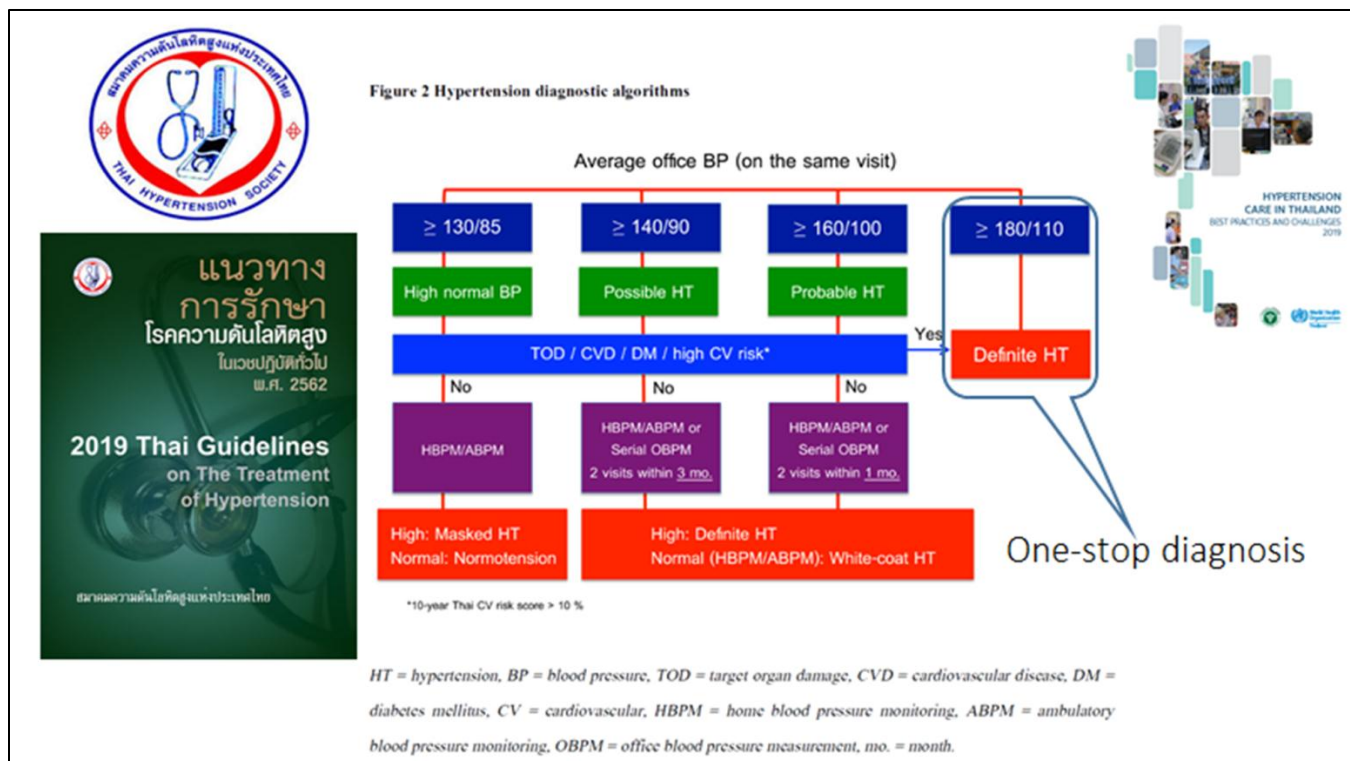 สมาคมความดันโลหิตสูงแห่งประเทศไทย
THAI HYPERTENSION SOCIETY
แนวทาง
การรักษา
โรคความดันโลหิตสูง
ในเวชปฏิบัติทั่วไป
พ.ศ. 2562
2019 Thai Guidelines
on The Treatment
of Hypertension
สมาคมความดันโลหิตสูงแห่งประเทศไทย
Figure 2 Hypertension diagnostic algorithms
Average office BP (on the same visit)
≥ 130/85
≥ 140/90
≥ 160/100
≥ 180/110
High normal BP
Possible HT
Probable HT
TOD / CVD / DM / high CV risk*
Yes
Definite HT
No
No
No
HBPM/ABPM
HBPM/ABPM or
Serial OBPM
2 visits within 3 mo.
HBPM/ABPM or
Serial OBPM
2 visits within 1 mo.
High: Masked HT
Normal: Normotension
High: Definite HT
Normal (HBPM/ABPM): White-coat HT
*10-year Thai CV risk score > 10 %
One-stop diagnosis
HT = hypertension, BP = blood pressure, TOD = target organ damage, CVD = cardiovascular disease, DM =
diabetes mellitus, CV = cardiovascular, HBPM = home blood pressure monitoring, ABPM = ambulatory
blood pressure monitoring, OBPM = office blood pressure measurement, mo. = month.
HYPERTENSION
CARE IN THAILAND
BEST PRACTICES AND CHALLENGES
2019
World Health
Organization
Thailand